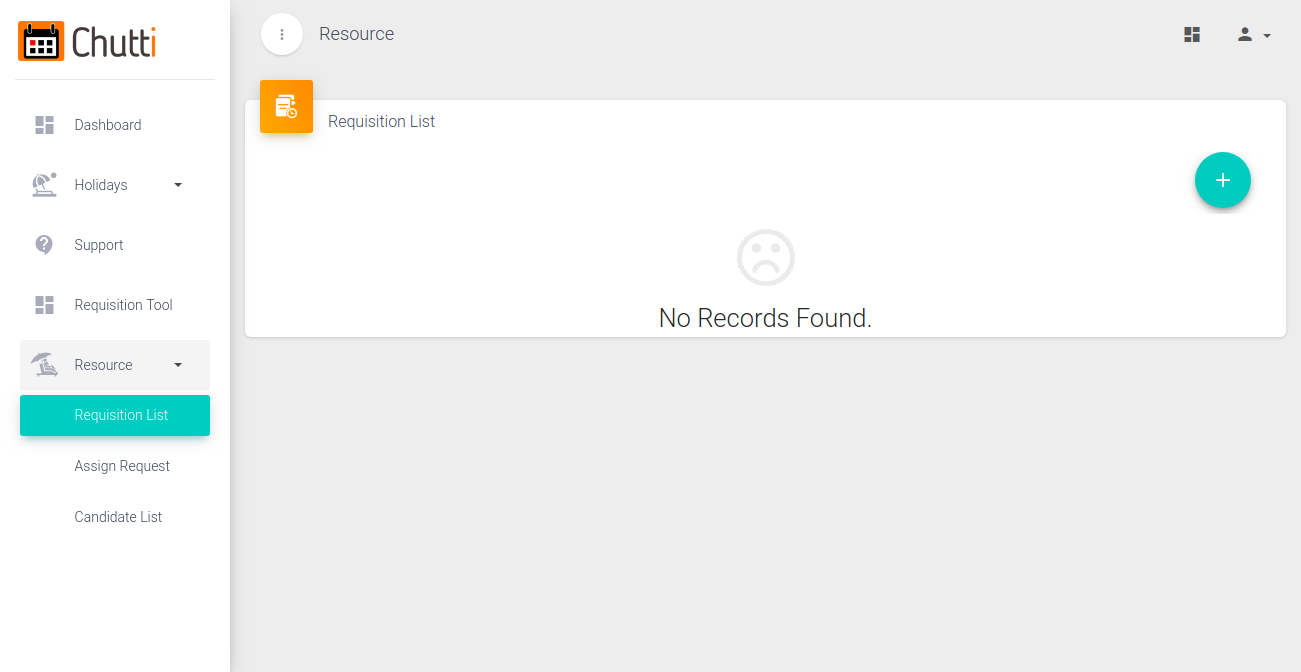 Chutti
Dashboard
Holidays
Support
Requisition Tool
Resource
Requisition List
Assign Request
Candidate List
Resource
Requisition List
No Records Found.